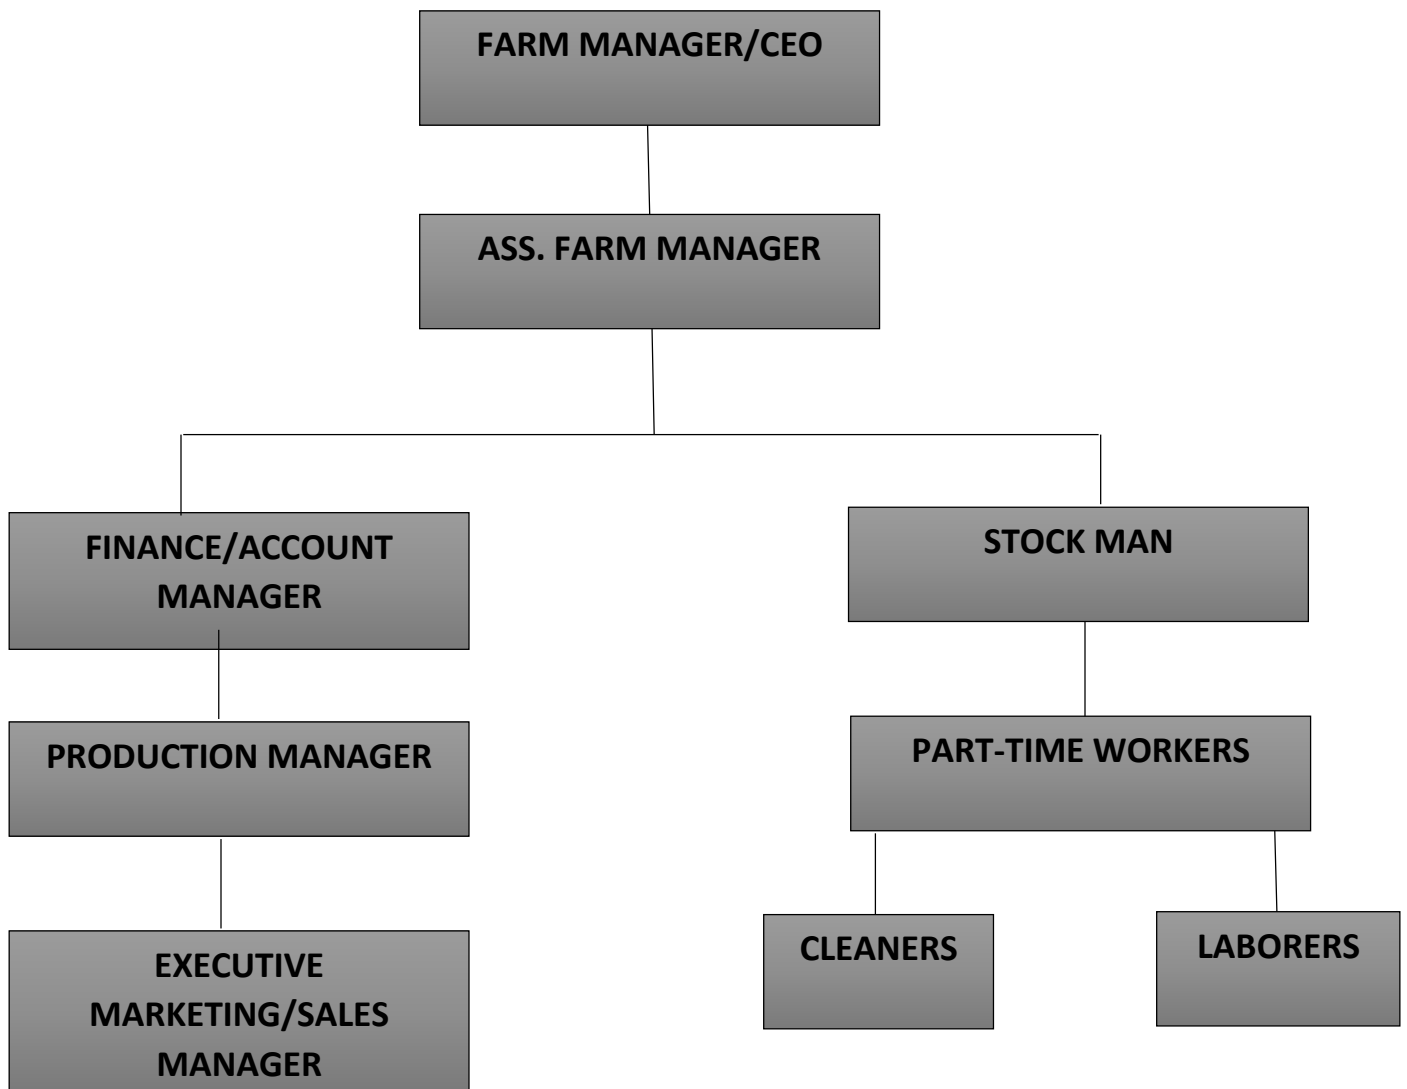 FARM MANAGER/CEO
ASS. FARM MANAGER
FINANCE/ACCOUNT
MANAGER
STOCK MAN
PRODUCTION MANAGER
PART-TIME WORKERS
EXECUTIVE
MARKETING/SALES
MANAGER
CLEANERS
LABORERS